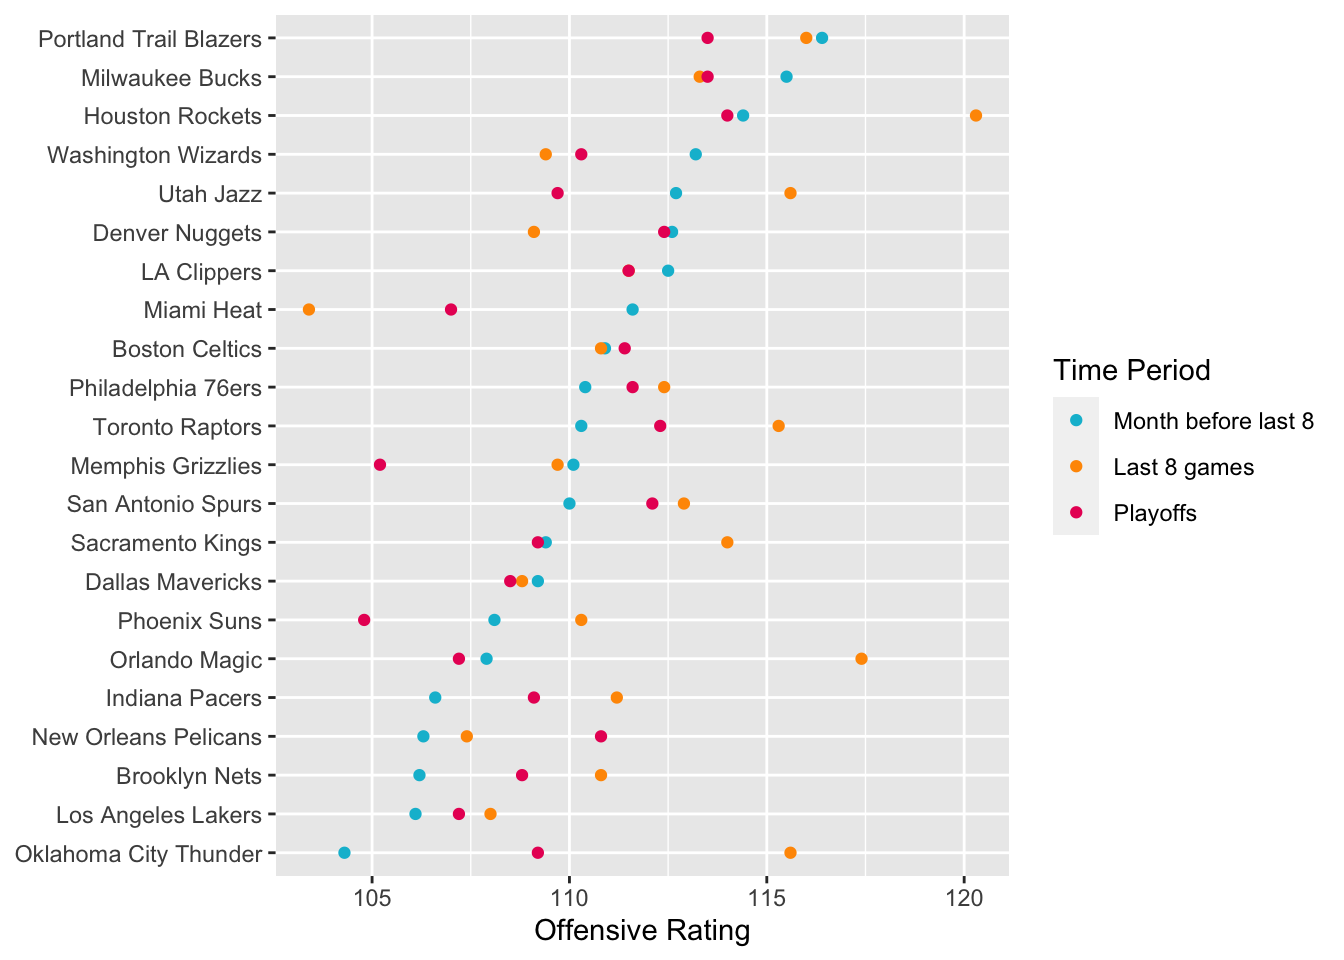 Portland Trail Blazers
Milwaukee Bucks
Houston Rockets
Washington Wizards
Utah Jazz
Denver Nuggets
LA Clippers
Miami Heat
Boston Celtics
Philadelphia 76ers
Toronto Raptors
Memphis Grizzlies
San Antonio Spurs
Sacramento Kings
Dallas Mavericks
Phoenix Suns
Orlando Magic
Indiana Pacers
New Orleans Pelicans
Brooklyn Nets
Los Angeles Lakers
Oklahoma City Thunder
105 110 115 120
Offensive Rating
Time Period
Month before last 8
Last 8 games
Playoffs